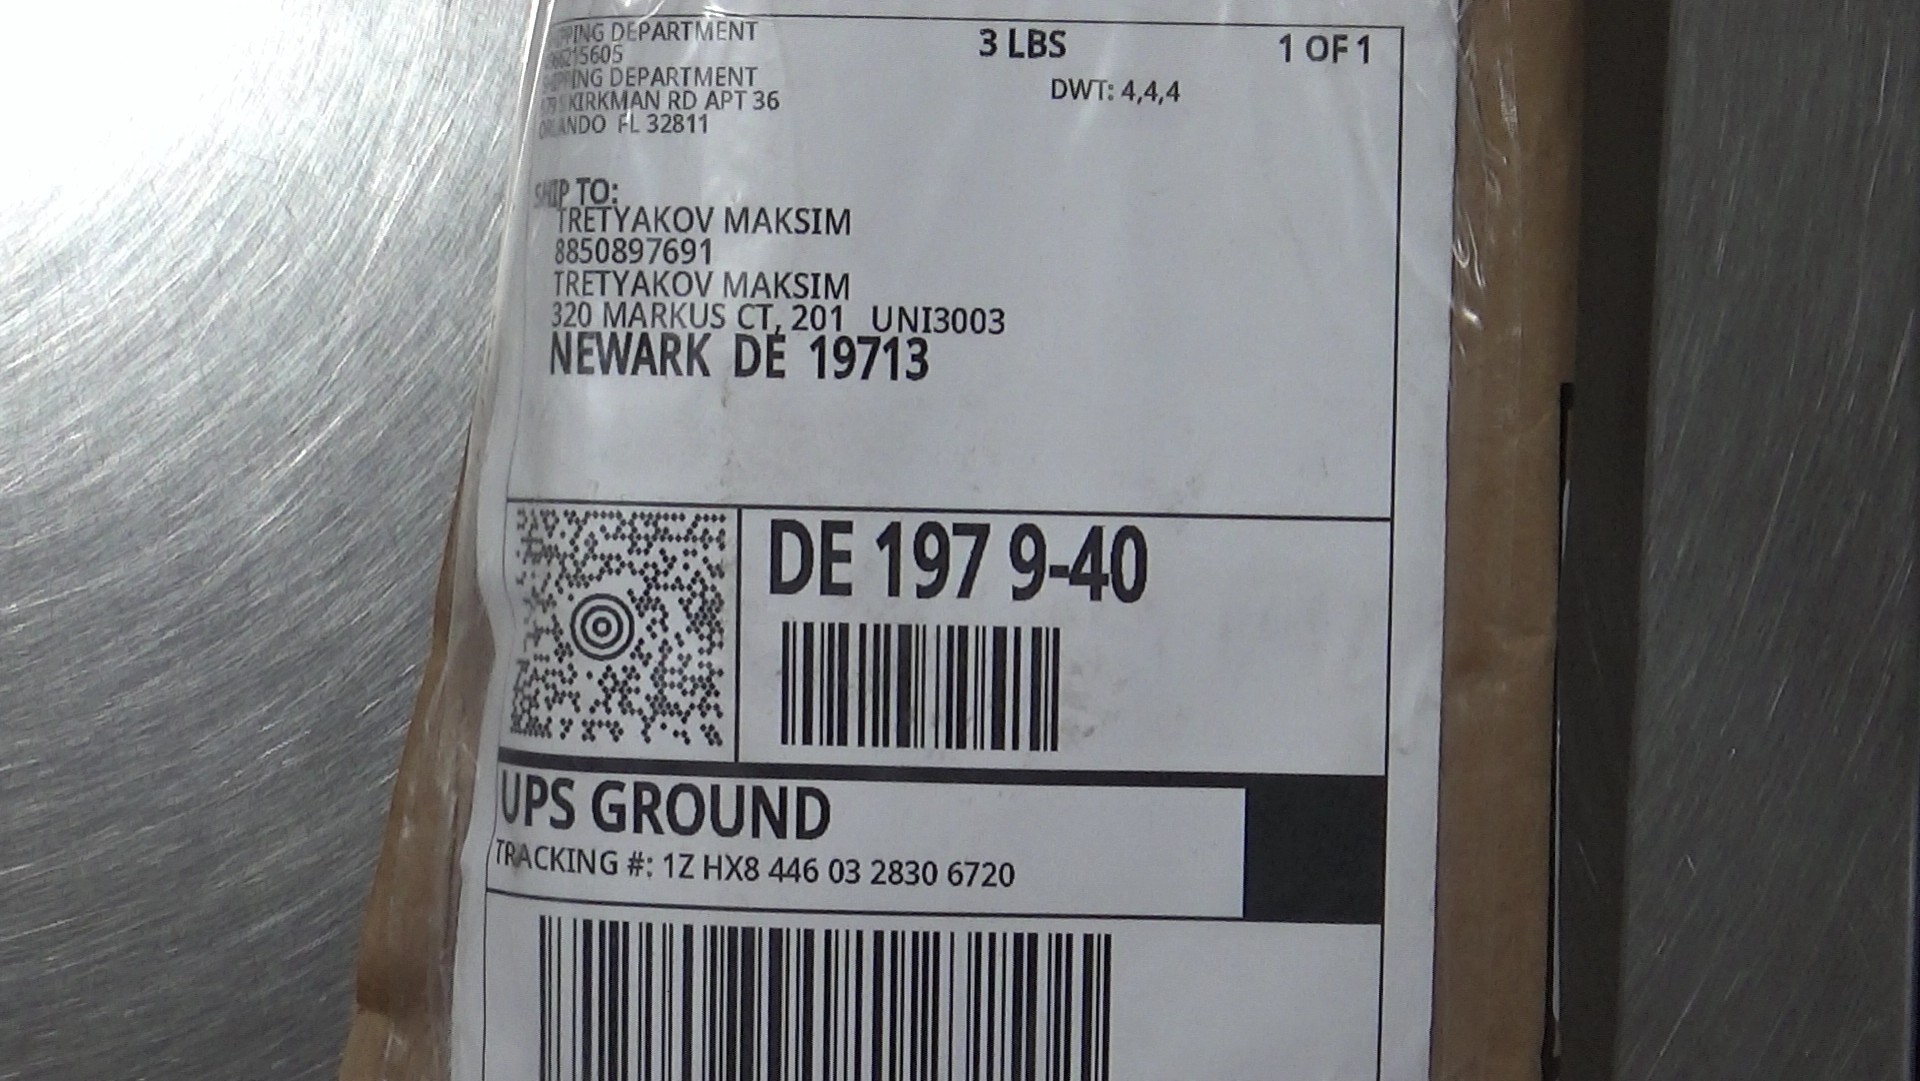 DEPARTMENT
3 LBS
1 OF 1
DEPARTMENT
DWT: 4,4,4
KIRKMAN RD APT 36
ORLANDO FL 32811
SHIP TO:
TRETYAKOV MAKSIM
8850897691
TRETYAKOV MAKSIM
320 MARKUS CT, 201 UNI3003
NEWARK DE 19713
DE 197 9-40
UPS GROUND
TRACKING #: 1Z HX8 446 03 2830 6720